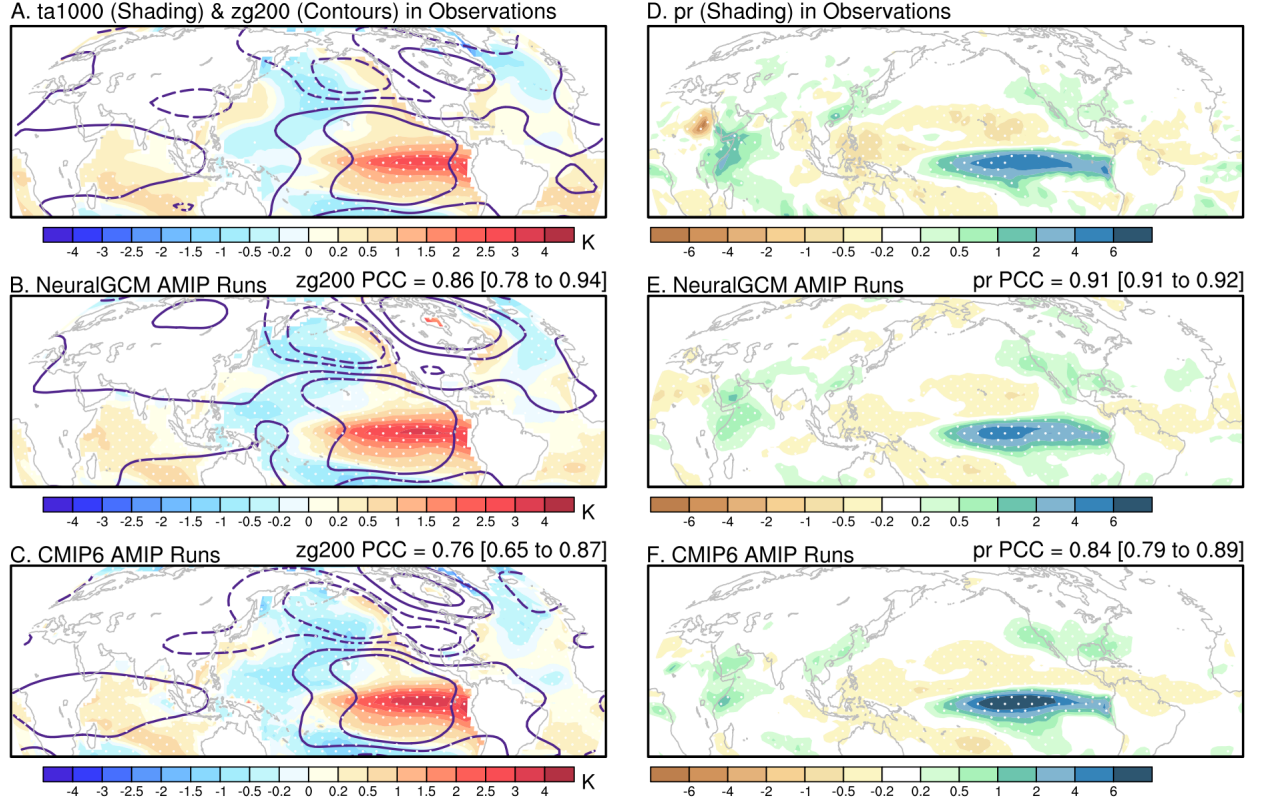 A. ta1000 (Shading) & zg200 (Contours) in Observations
-4 -3 -2.5 -2 -1.5 -1 -0.5 -0.2 0 0.2 0.5 1 1.5 2 2.5 3 4 K
D. pr (Shading) in Observations
-6 -4 -2 -1 -0.5 -0.2 0.2 0.5 1 2 4 6
B. NeuralGCM AMIP Runs zg200 PCC = 0.86 [0.78 to 0.94]
-4 -3 -2.5 -2 -1.5 -1 -0.5 -0.2 0 0.2 0.5 1 1.5 2 2.5 3 4 K
E. NeuralGCM AMIP Runs pr PCC = 0.91 [0.91 to 0.92]
-6 -4 -2 -1 -0.5 -0.2 0.2 0.5 1 2 4 6
C. CMIP6 AMIP Runs zg200 PCC = 0.76 [0.65 to 0.87]
-4 -3 -2.5 -2 -1.5 -1 -0.5 -0.2 0 0.2 0.5 1 1.5 2 2.5 3 4 K
F. CMIP6 AMIP Runs pr PCC = 0.84 [0.79 to 0.89]
-6 -4 -2 -1 -0.5 -0.2 0.2 0.5 1 2 4 6